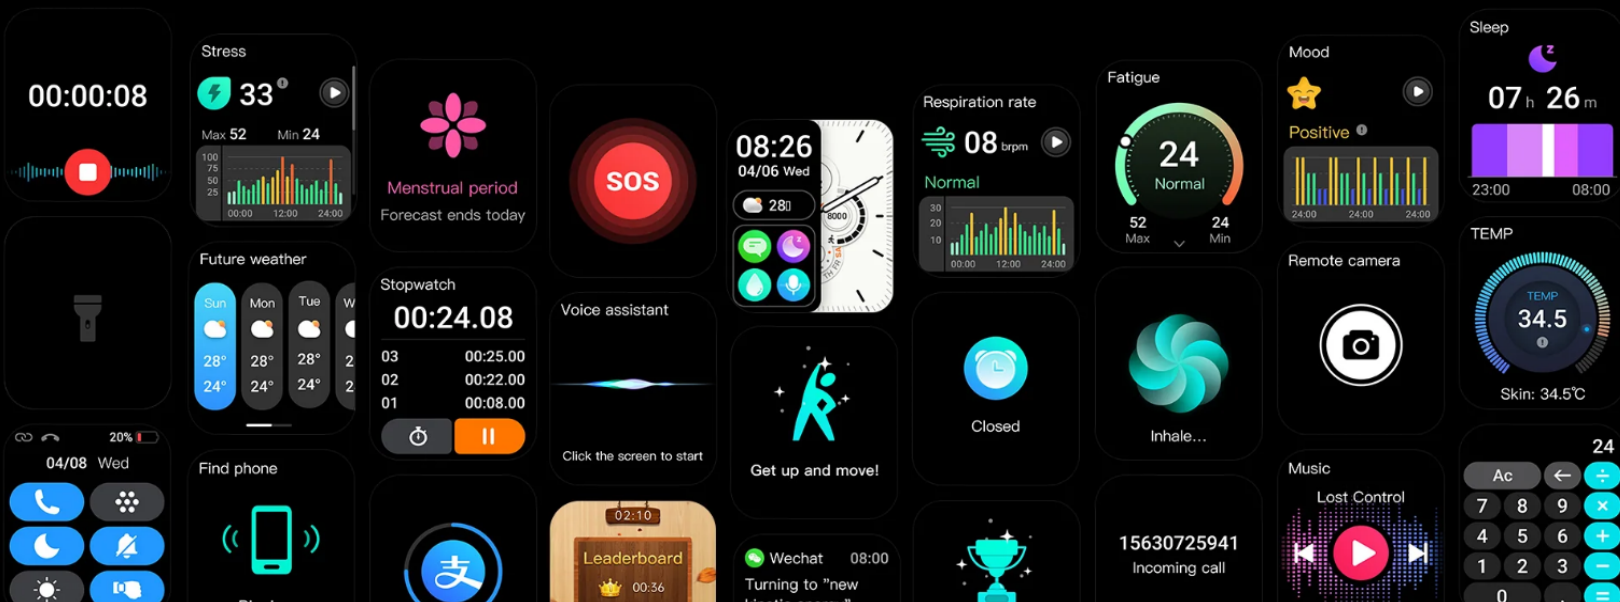 00:00:08
20%
04/08 Wed
Stress
33
Max 52 Min 24
100
75
50
25
00:00 12:00 24:00
Future weather
Sun Mon Tue W
28° 28° 28° 2
24° 24° 24° 2
Find phone
Menstrual period
Forecast ends today
Stopwatch
00:24.08
03 00:25.00
02 00:22.00
01 00:08.00
支
SOS
Voice assistant
Click the screen to start
02:10
Leaderboard
00:36
08:26
04/06 Wed
28
8000
Get up and move!
Wechat 08:00
Turning to "new
Respiration rate
08 brpm
Normal
30
20
10
00:00 12:00 24:00
Closed
Fatigue
24
Normal
52 24
Max Min
Inhale...
15630725941
Incoming call
Mood
Positive
24:00 24:00 24:00
Remote camera
Music
Lost Control
Sleep
07 h 26 m
23:00 08:00
TEMP
TEMP
34.5
Skin: 34.5℃
24
Ac ← ÷
7 8 9 ×
4 5 6 +
1 2 3 −
0 . =